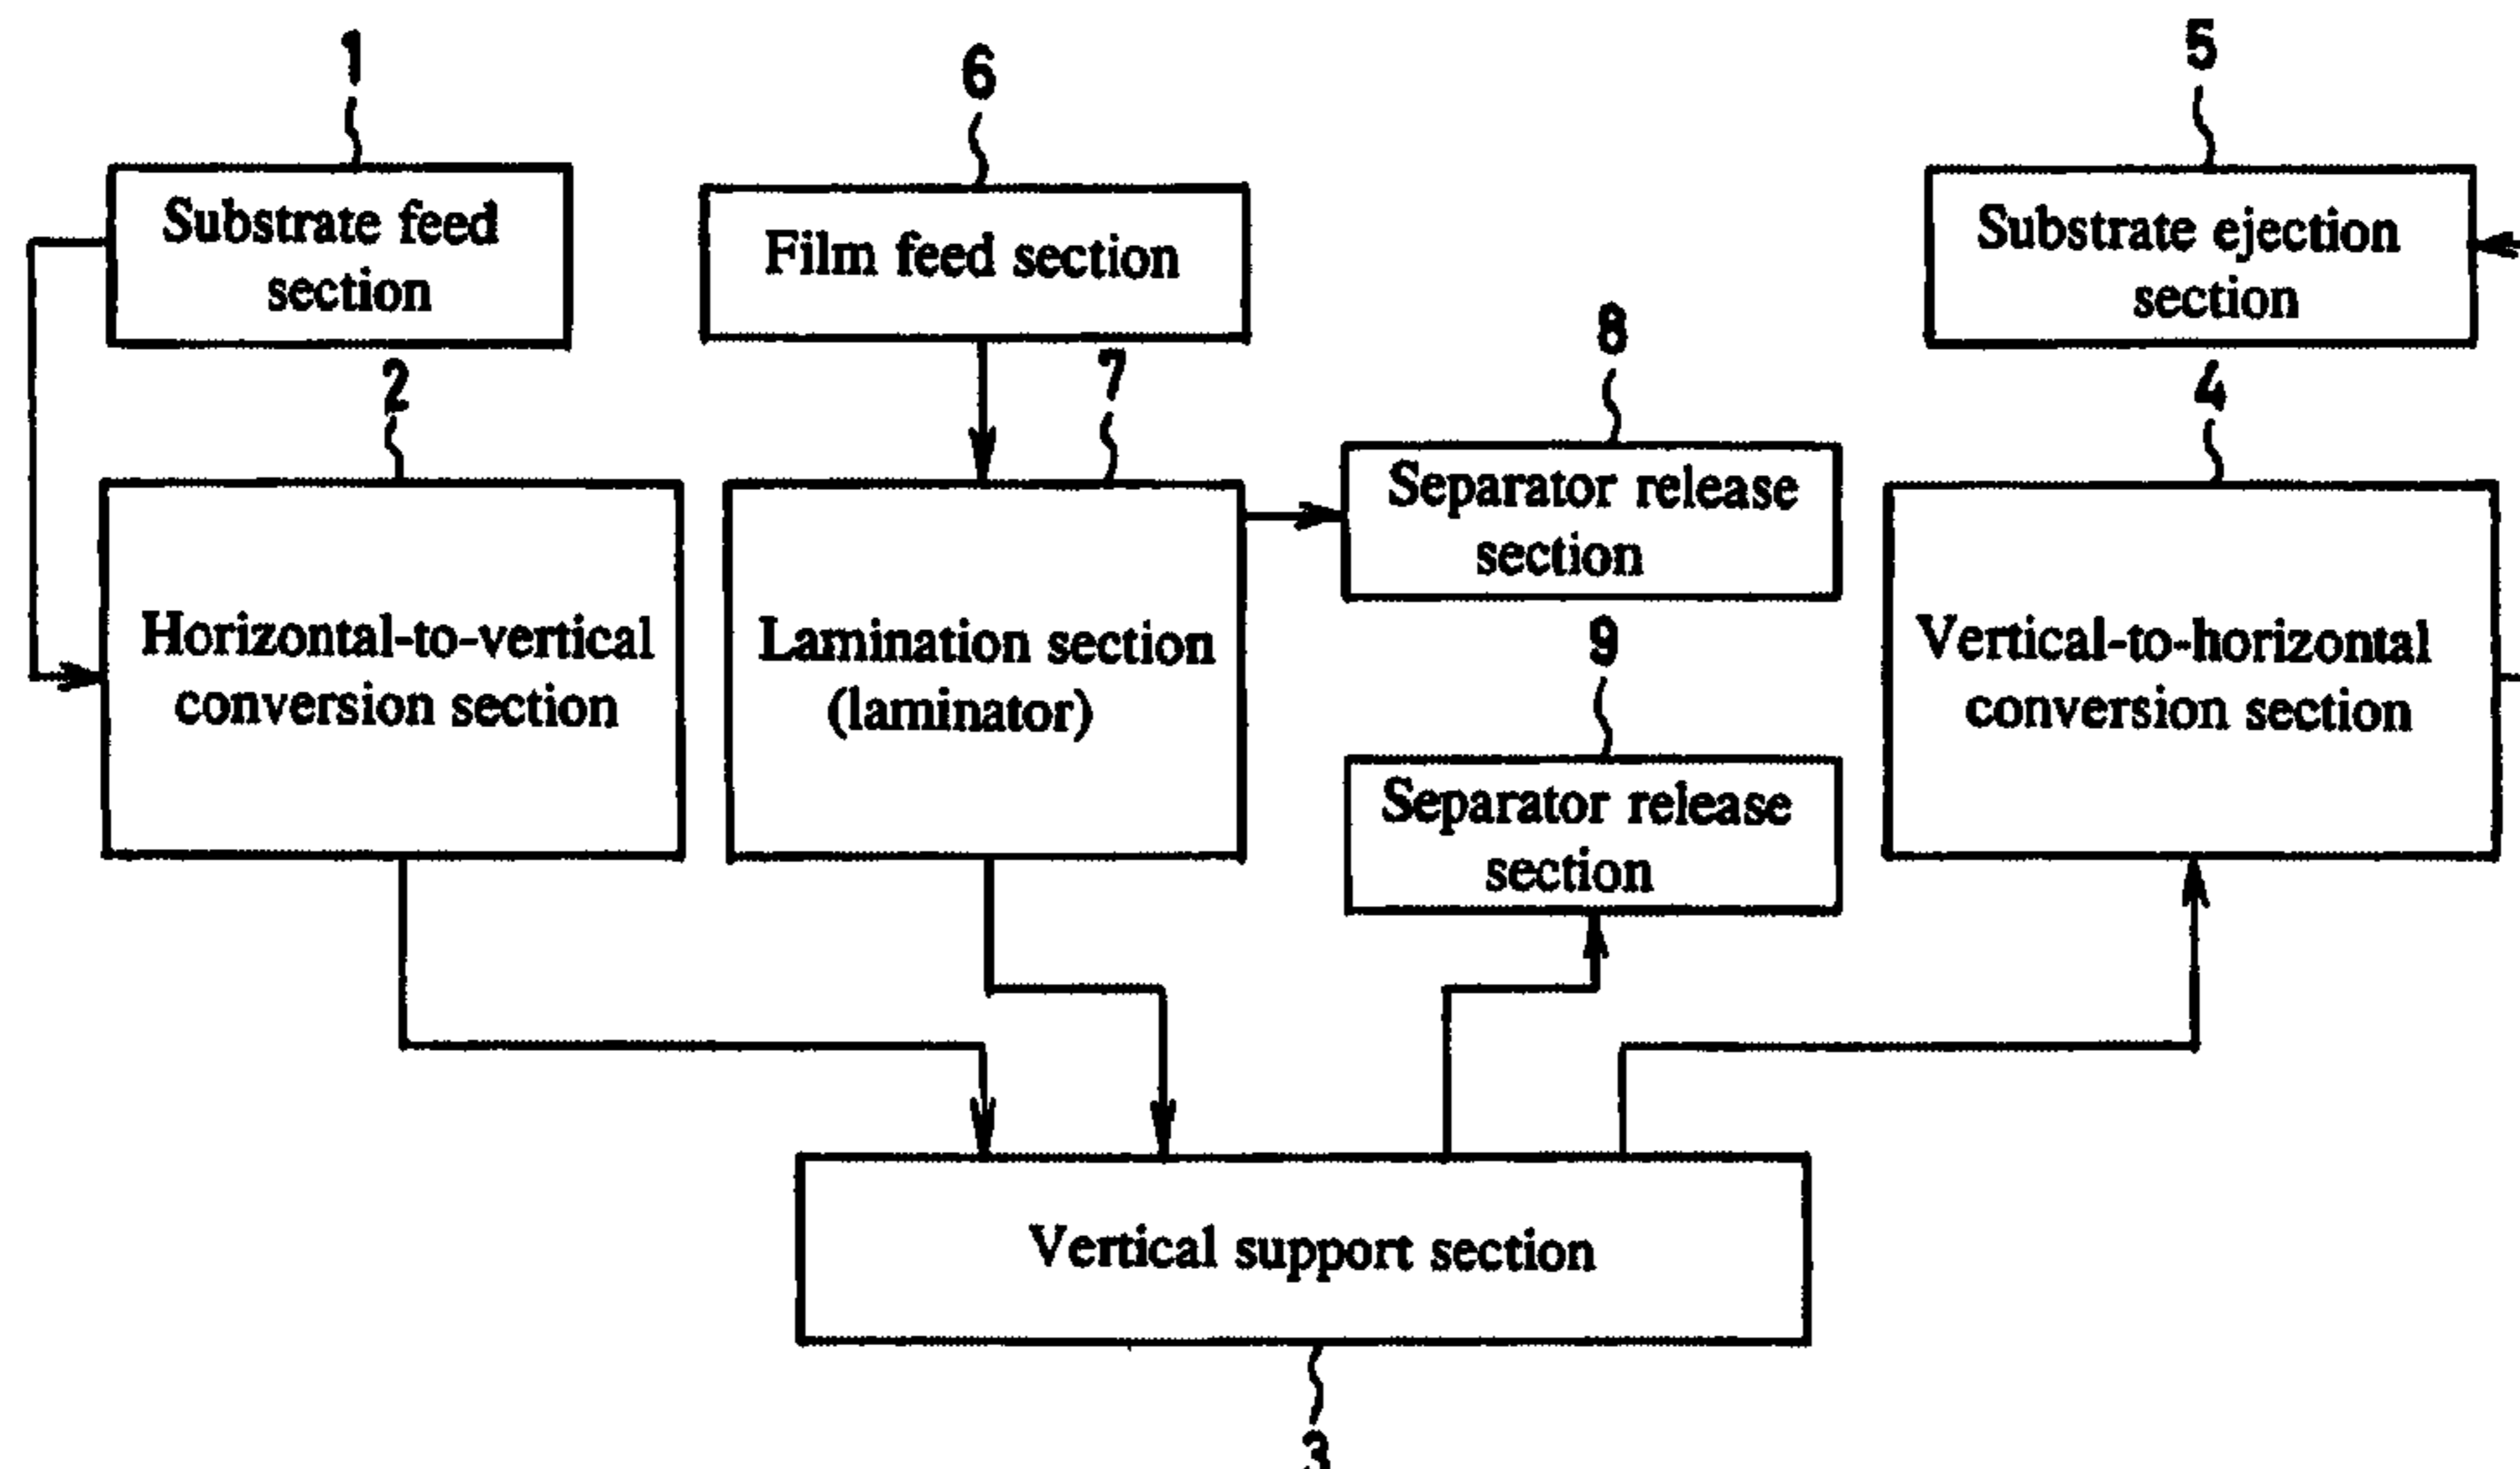 1
6
5
Substrate feed
section
Film feed section
Substrate ejection
section
2
7
8
4
Separator release
section
Horizontal-to-vertical
conversion section
Lamination section
(laminator)
9
Vertical-to-horizontal
conversion section
Separator release
section
Vertical support section
3